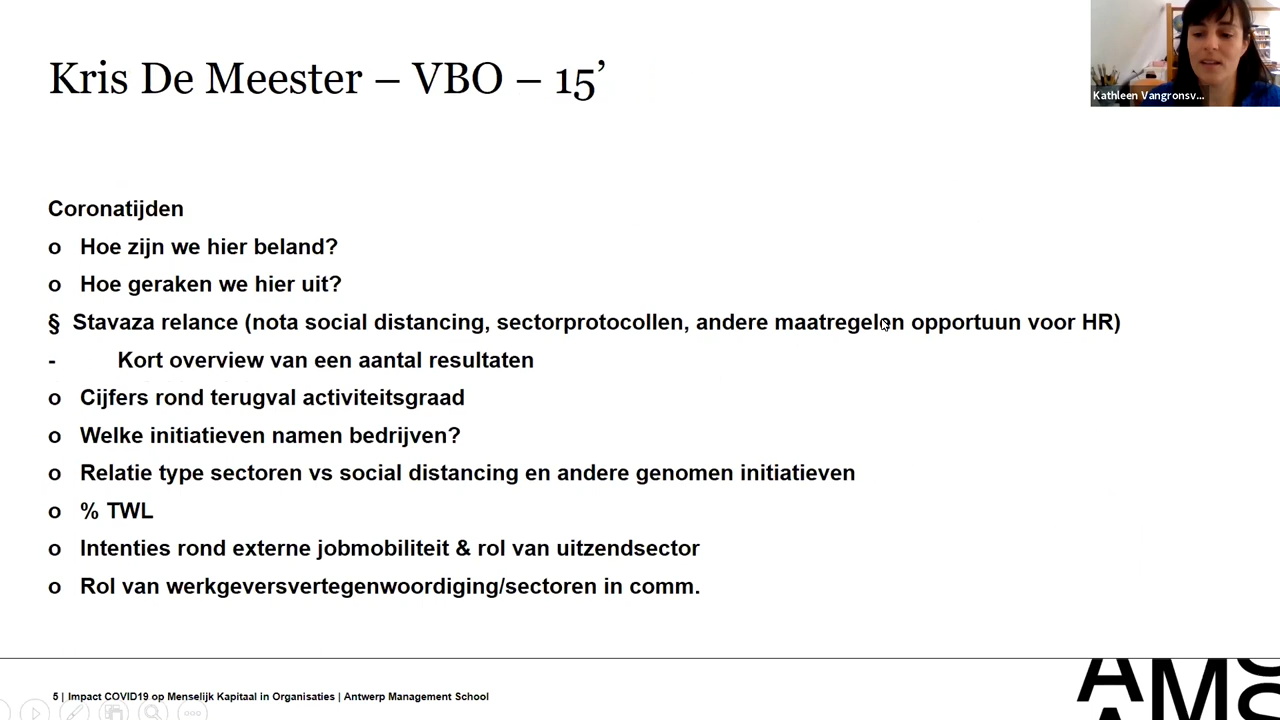 Kris De Meester – VBO – 15’
Kathleen Vangronsv...
Coronatijden
o Hoe zijn we hier beland?
o Hoe geraken we hier uit?
§ Stavaza relance (nota social distancing, sectorprotocollen, andere maatregelen opportuun voor HR)
- Kort overview van een aantal resultaten
o Cijfers rond terugval activiteitsgraad
o Welke initiatieven namen bedrijven?
o Relatie type sectoren vs social distancing en andere genomen initiatieven
o % TWL
o Intenties rond externe jobmobiliteit & rol van uitzendsector
o Rol van werkgeversvertegenwoordiging/sectoren in comm.
5 | Impact COVID19 op Menselijk Kapitaal in Organisaties | Antwerp Management School
AMS